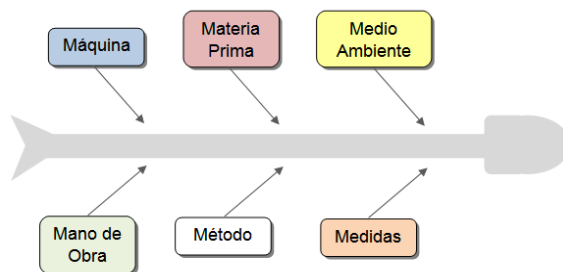 Máquina
Materia
Prima
Medio
Ambiente
Mano de
Obra
Método
Medidas